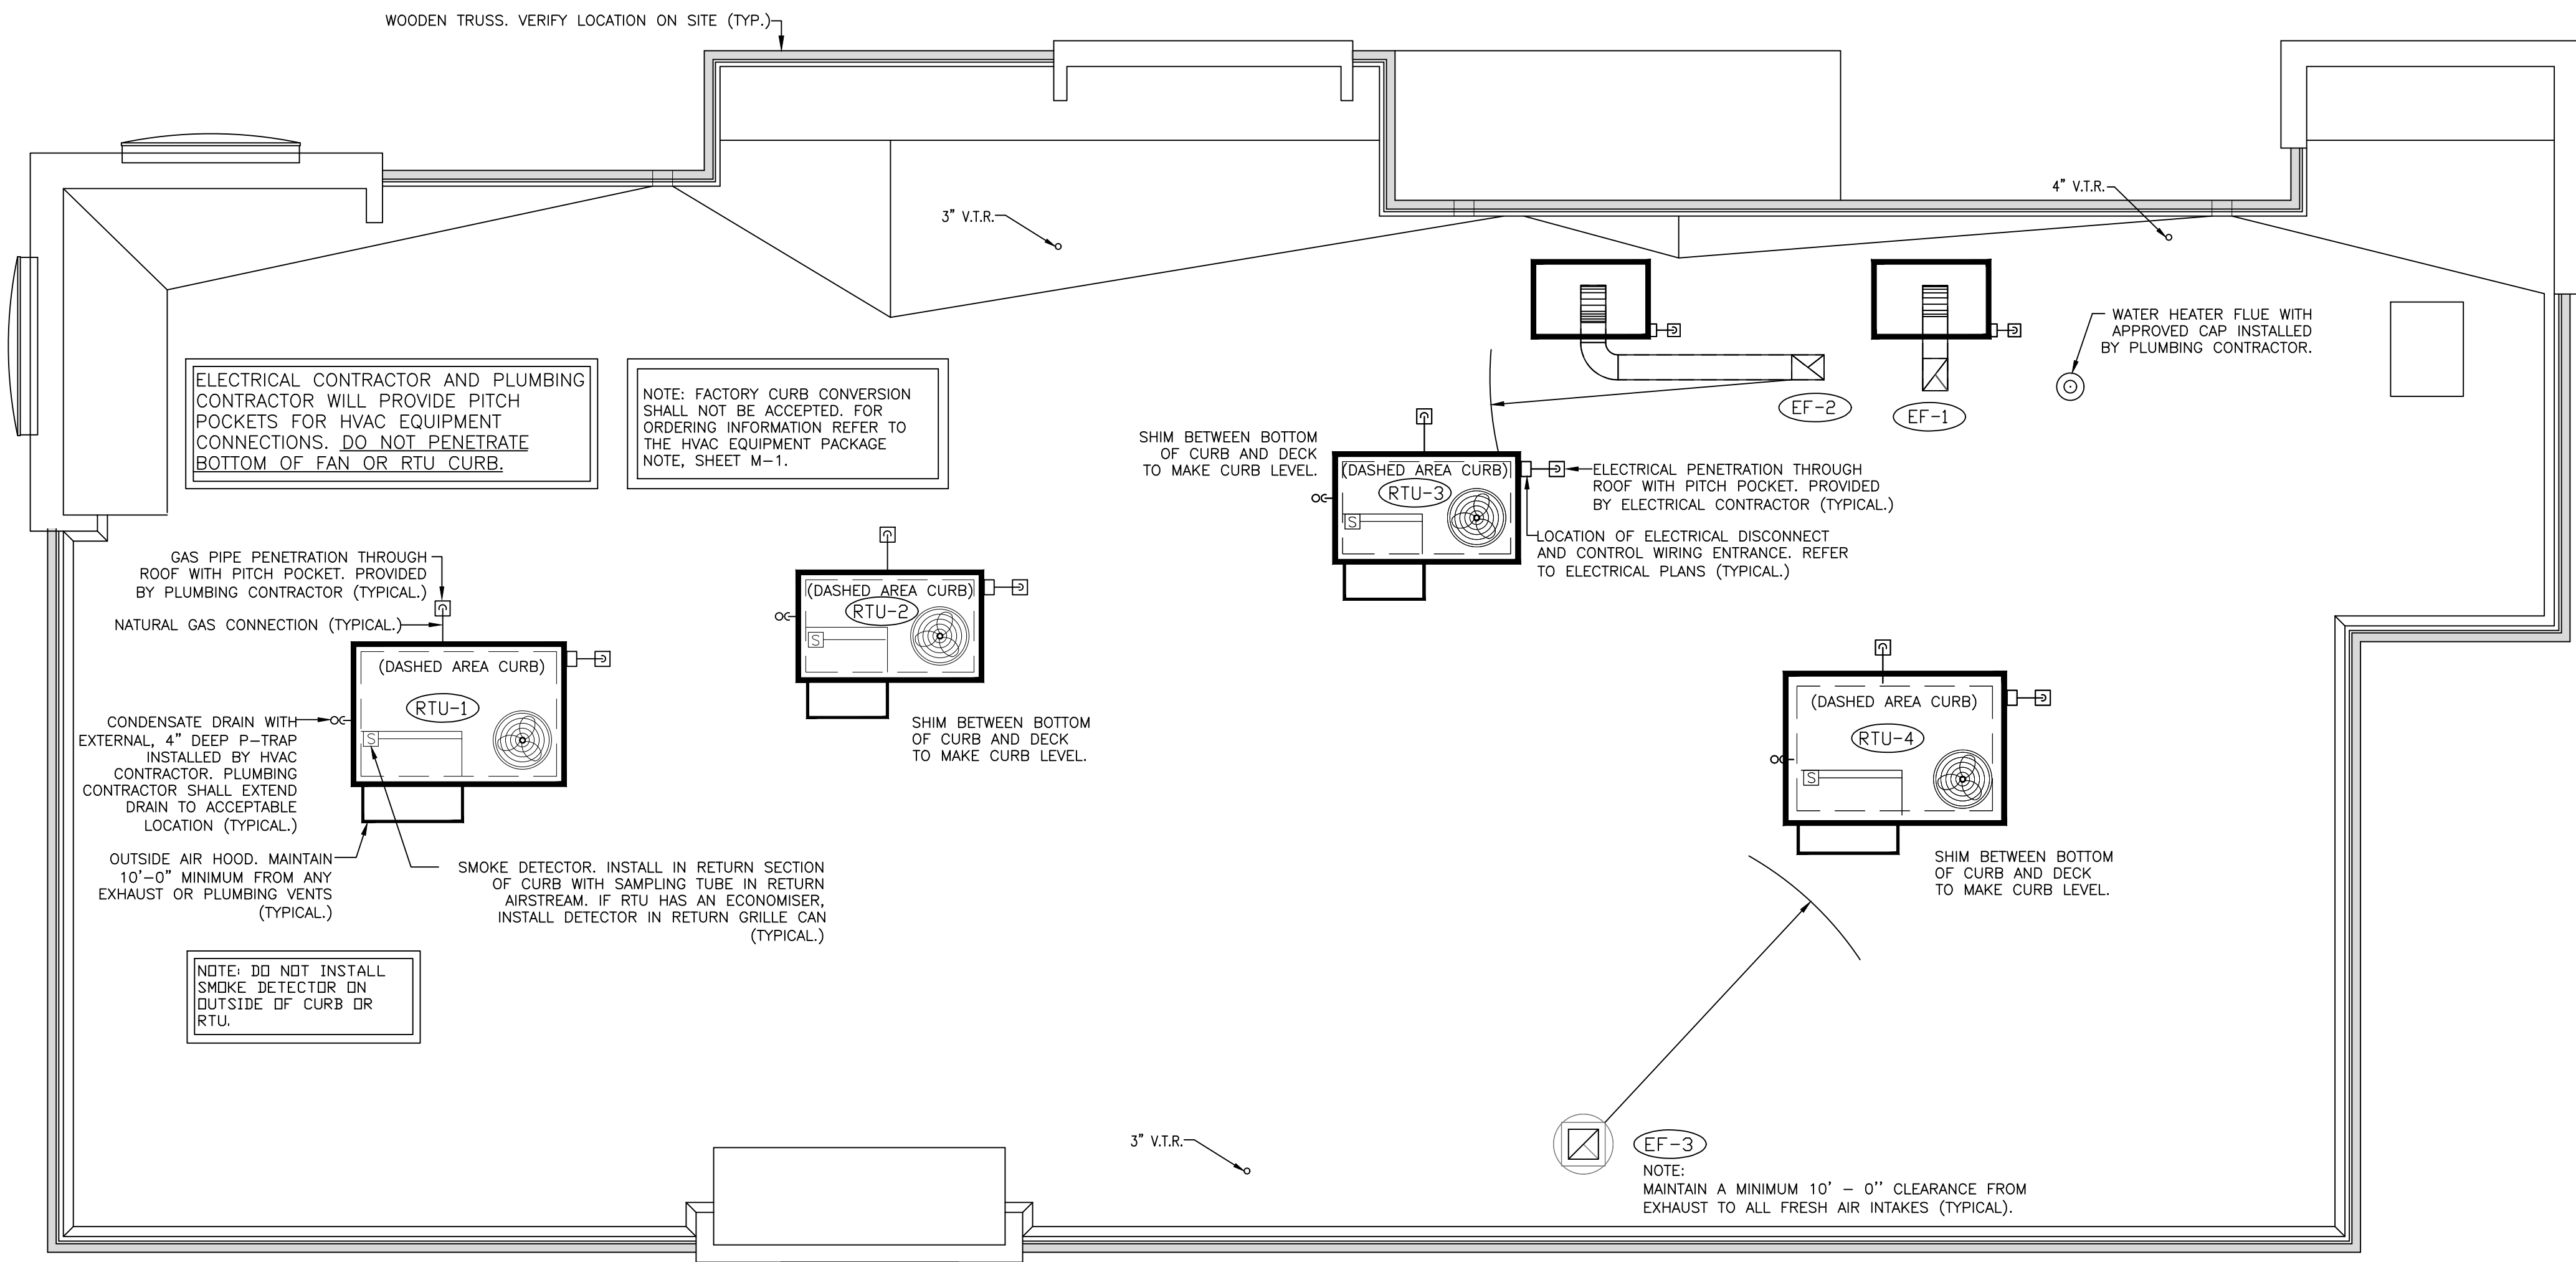 WOODEN TRUSS. VERIFY LOCATION ON SITE (TYP.)
3" V.T.R.
4" V.T.R.
WATER HEATER FLUE WITH
APPROVED CAP INSTALLED
BY PLUMBING CONTRACTOR.
ELECTRICAL CONTRACTOR AND PLUMBING
CONTRACTOR WILL PROVIDE PITCH
POCKETS FOR HVAC EQUIPMENT
CONNECTIONS. DO NOT PENETRATE
BOTTOM OF FAN OR RTU CURB.
NOTE: FACTORY CURB CONVERSION
SHALL NOT BE ACCEPTED. FOR
ORDERING INFORMATION REFER TO
THE HVAC EQUIPMENT PACKAGE
NOTE, SHEET M-1.
EF-2
EF-1
SHIM BETWEEN BOTTOM
OF CURB AND DECK
TO MAKE CURB LEVEL.
(DASHED AREA CURB)
RTU-3
S
ELECTRICAL PENETRATION THROUGH
ROOF WITH PITCH POCKET. PROVIDED
BY ELECTRICAL CONTRACTOR (TYPICAL.)
LOCATION OF ELECTRICAL DISCONNECT
AND CONTROL WIRING ENTRANCE. REFER
TO ELECTRICAL PLANS (TYPICAL.)
GAS PIPE PENETRATION THROUGH
ROOF WITH PITCH POCKET. PROVIDED
BY PLUMBING CONTRACTOR (TYPICAL.)
NATURAL GAS CONNECTION (TYPICAL.)
(DASHED AREA CURB)
RTU-2
S
(DASHED AREA CURB)
RTU-1
S
(DASHED AREA CURB)
RTU-4
S
CONDENSATE DRAIN WITH
EXTERNAL, 4" DEEP P-TRAP
INSTALLED BY HVAC
CONTRACTOR. PLUMBING
CONTRACTOR SHALL EXTEND
DRAIN TO ACCEPTABLE
LOCATION (TYPICAL.)
SHIM BETWEEN BOTTOM
OF CURB AND DECK
TO MAKE CURB LEVEL.
OUTSIDE AIR HOOD. MAINTAIN
10'-0" MINIMUM FROM ANY
EXHAUST OR PLUMBING VENTS
(TYPICAL.)
SMOKE DETECTOR. INSTALL IN RETURN SECTION
OF CURB WITH SAMPLING TUBE IN RETURN
AIRSTREAM. IF RTU HAS AN ECONOMISER,
INSTALL DETECTOR IN RETURN GRILLE CAN
(TYPICAL.)
SHIM BETWEEN BOTTOM
OF CURB AND DECK
TO MAKE CURB LEVEL.
NOTE: DO NOT INSTALL
SMOKE DETECTOR ON
OUTSIDE OF CURB OR
RTU.
3" V.T.R.
EF-3
NOTE:
MAINTAIN A MINIMUM 10' - 0'' CLEARANCE FROM
EXHAUST TO ALL FRESH AIR INTAKES (TYPICAL).